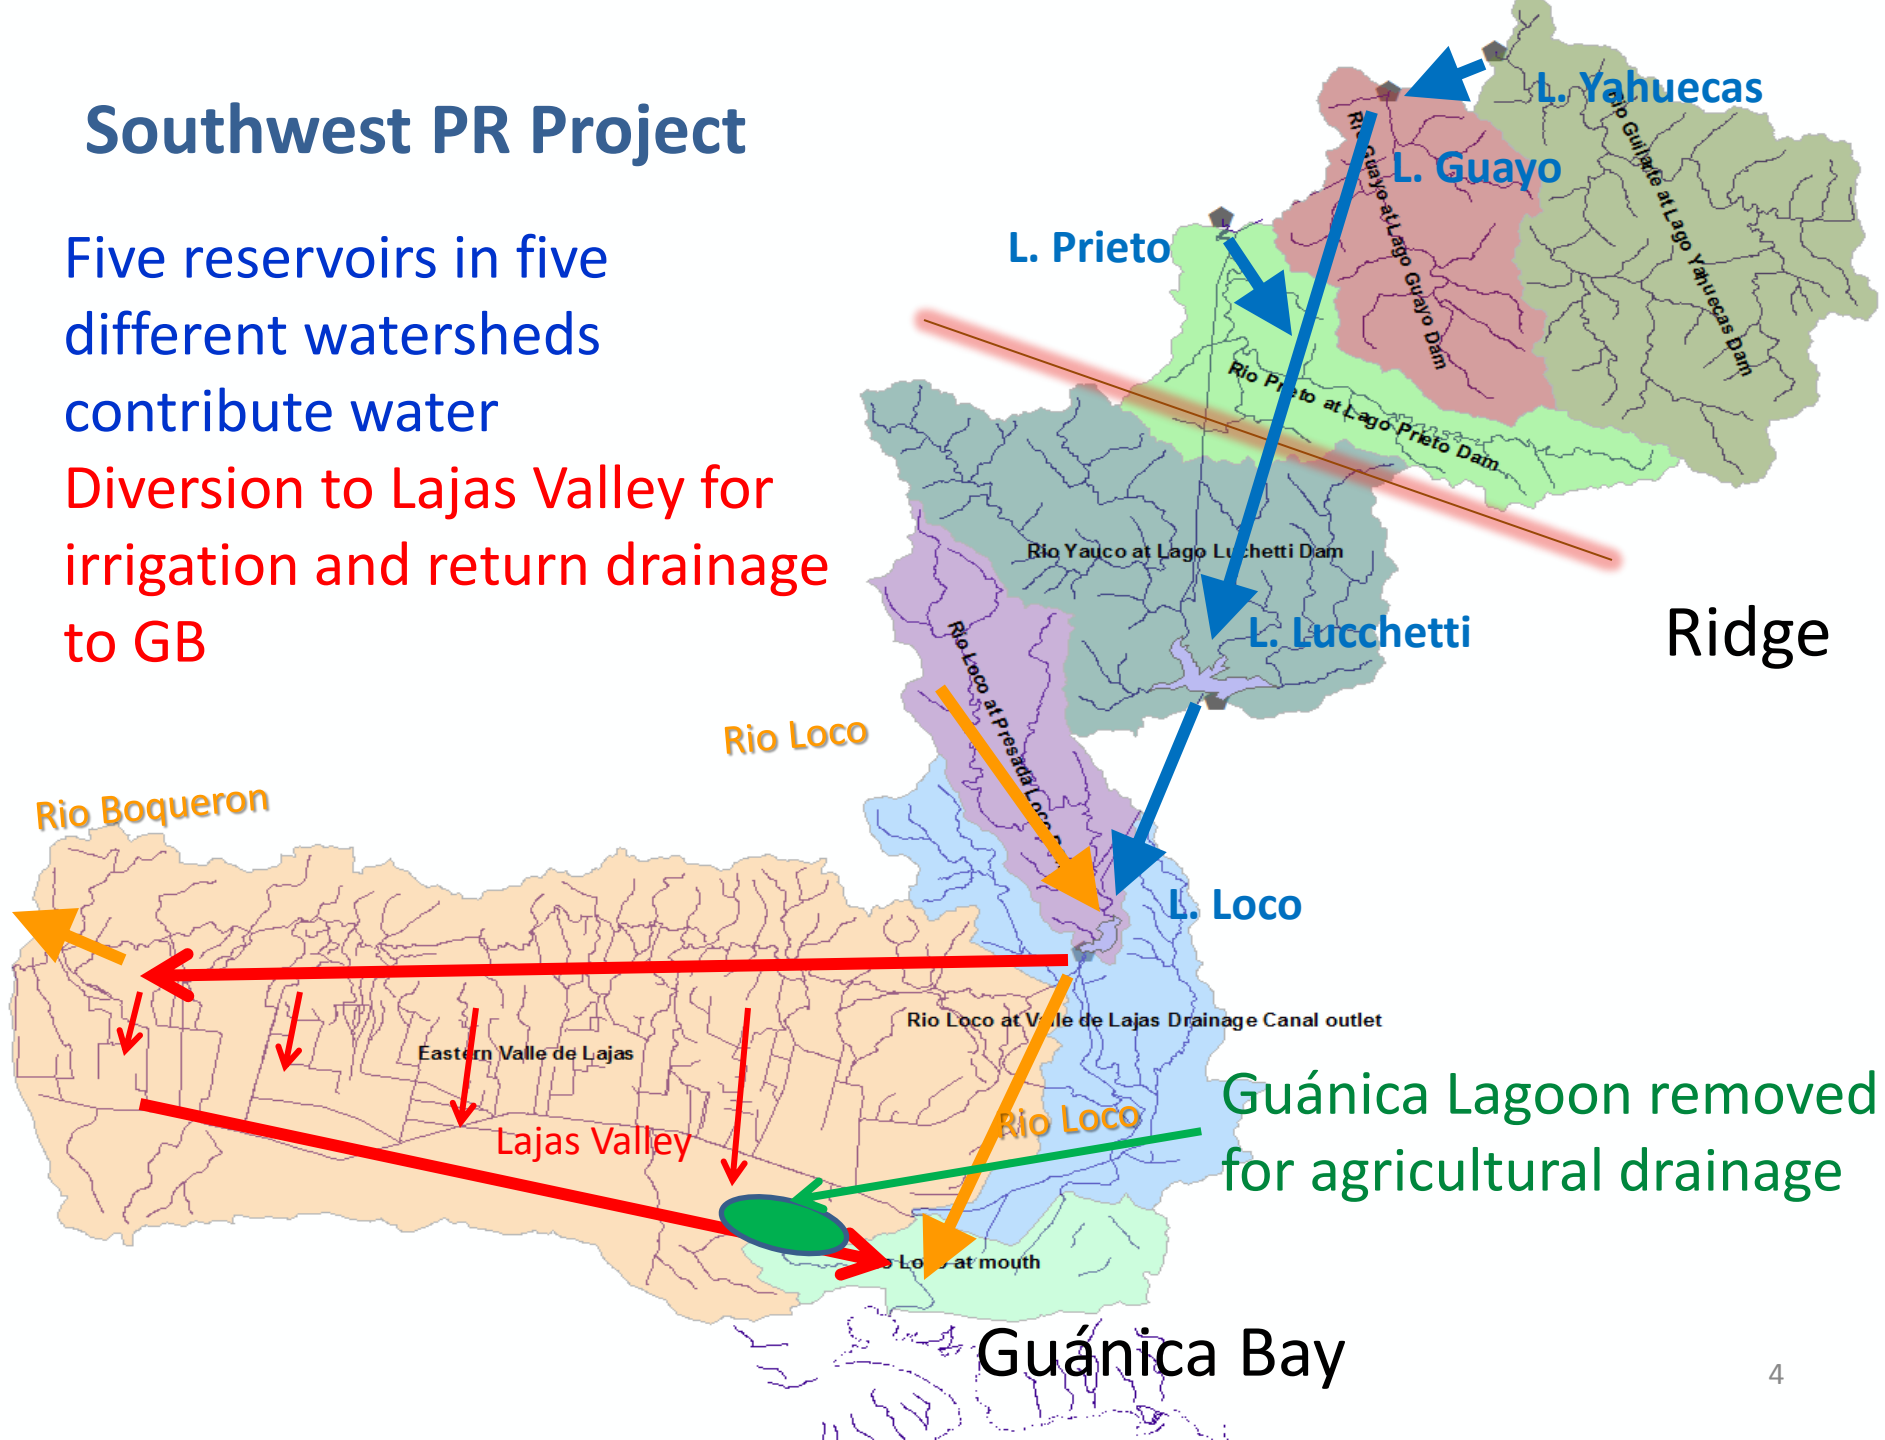 Southwest PR Project
Five reservoirs in five
different watersheds
contribute water
Diversion to Lajas Valley for
irrigation and return drainage
to GB
L. Yahuecas
Rio Guilarte at Lago Yahuecas Dam
L. Guayo
Rio Guayo at Lago Guayo Dam
L. Prieto
Rio Prieto at Lago Prieto Dam
Rio Yauco at Lago Luchetti Dam
L. Lucchetti
Ridge
Rio Loco at Presada Loco
Rio Loco
Rio Boqueron
L. Loco
Rio Loco at Valle de Lajas Drainage Canal outlet
Eastern Valle de Lajas
Guánica Lagoon removed
for agricultural drainage
Rio Loco
Lajas Valley
Loco at mouth
Guánica Bay
4